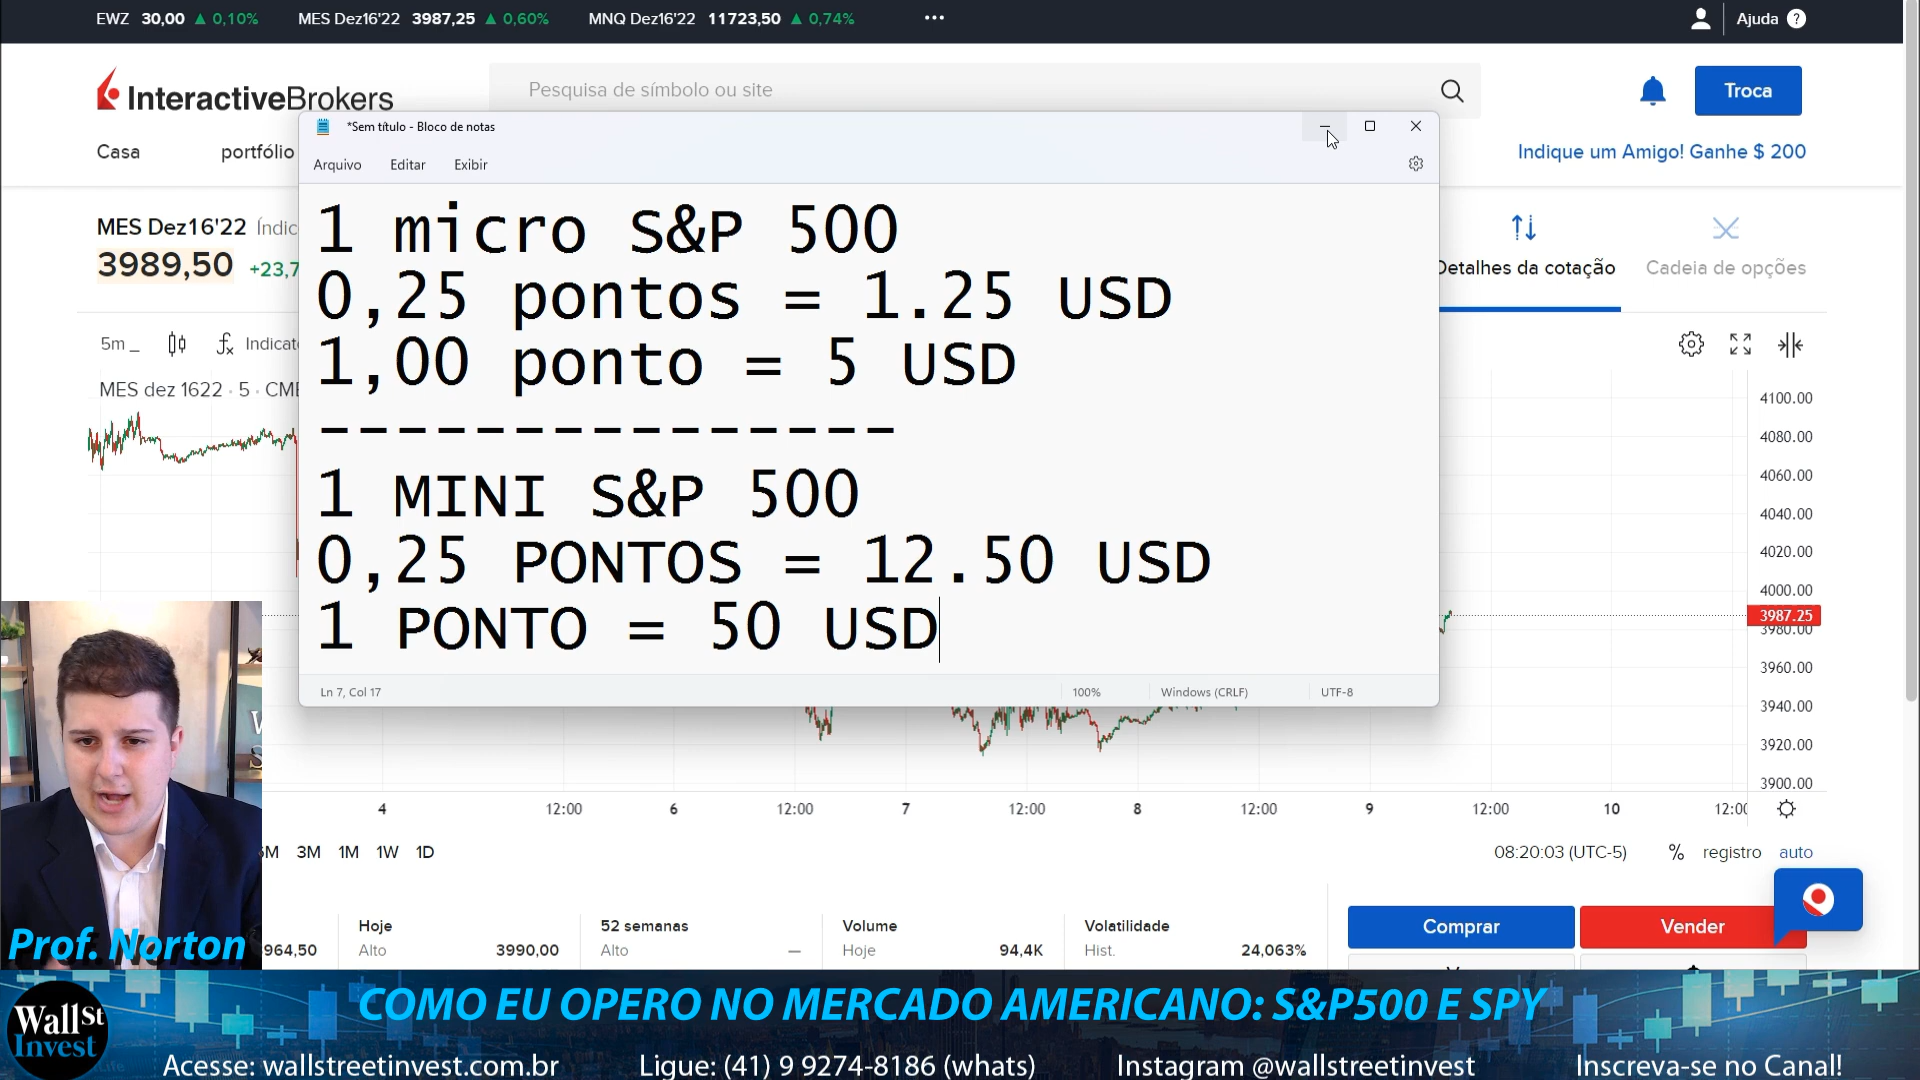 EWZ 30,00 ▲ 0,10% MES Dez16'22 3987,25 ▲ 0,60% MNQ Dez16'22 11723,50 ▲ 0,74% ...
Ajuda ?
InteractiveBrokers
Pesquisa de símbolo ou site
Troca
*Sem título - Bloco de notas
Casa portfólio
Indique um Amigo! Ganhe $ 200
Arquivo Editar Exibir
1 micro S&P 500
0,25 pontos = 1.25 USD
1,00 ponto = 5 USD
---------------
1 MINI S&P 500
0,25 PONTOS = 12.50 USD
1 PONTO = 50 USD
Ln 7, Col 17 100% Windows (CRLF) UTF-8
MES Dez16'22
3989,50
Detalhes da cotação Cadeia de opções
5m
MES dez 1622 · 5 ·
4100.00
4080.00
4060.00
4040.00
4020.00
4000.00
3987.25
3980.00
3960.00
3940.00
3920.00
3900.00
4 12:00 6 12:00 7 12:00 8 12:00 9 12:00 10 12:00
3M 1M 1W 1D
08:20:03 (UTC-5) % registro auto
Hoje 52 semanas Volume Volatilidade
Alto 3990,00 Alto — Hoje 94,4K Hist. 24,063%
Comprar Vender
Prof. Norton
Wall St
Invest
COMO EU OPERO NO MERCADO AMERICANO: S&P500 E SPY
Acesse: wallstreetinvest.com.br Ligue: (41) 9 9274-8186 (whats) Instagram @wallstreetinvest Inscreva-se no Canal!